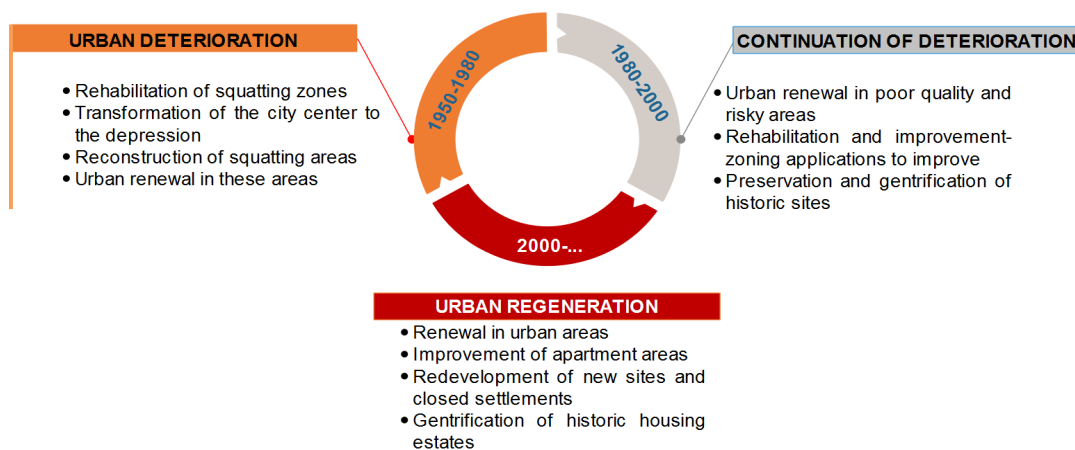 URBAN DETERIORATION
• Rehabilitation of squatting zones
• Transformation of the city center to
the depression
• Reconstruction of squatting areas
• Urban renewal in these areas
1950-1980
1980-2000
2000-...
CONTINUATION OF DETERIORATION
• Urban renewal in poor quality and
risky areas
• Rehabilitation and improvement-
zoning applications to improve
• Preservation and gentrification of
historic sites
URBAN REGENERATION
• Renewal in urban areas
• Improvement of apartment areas
• Redevelopment of new sites and
closed settlements
• Gentrification of historic housing
estates